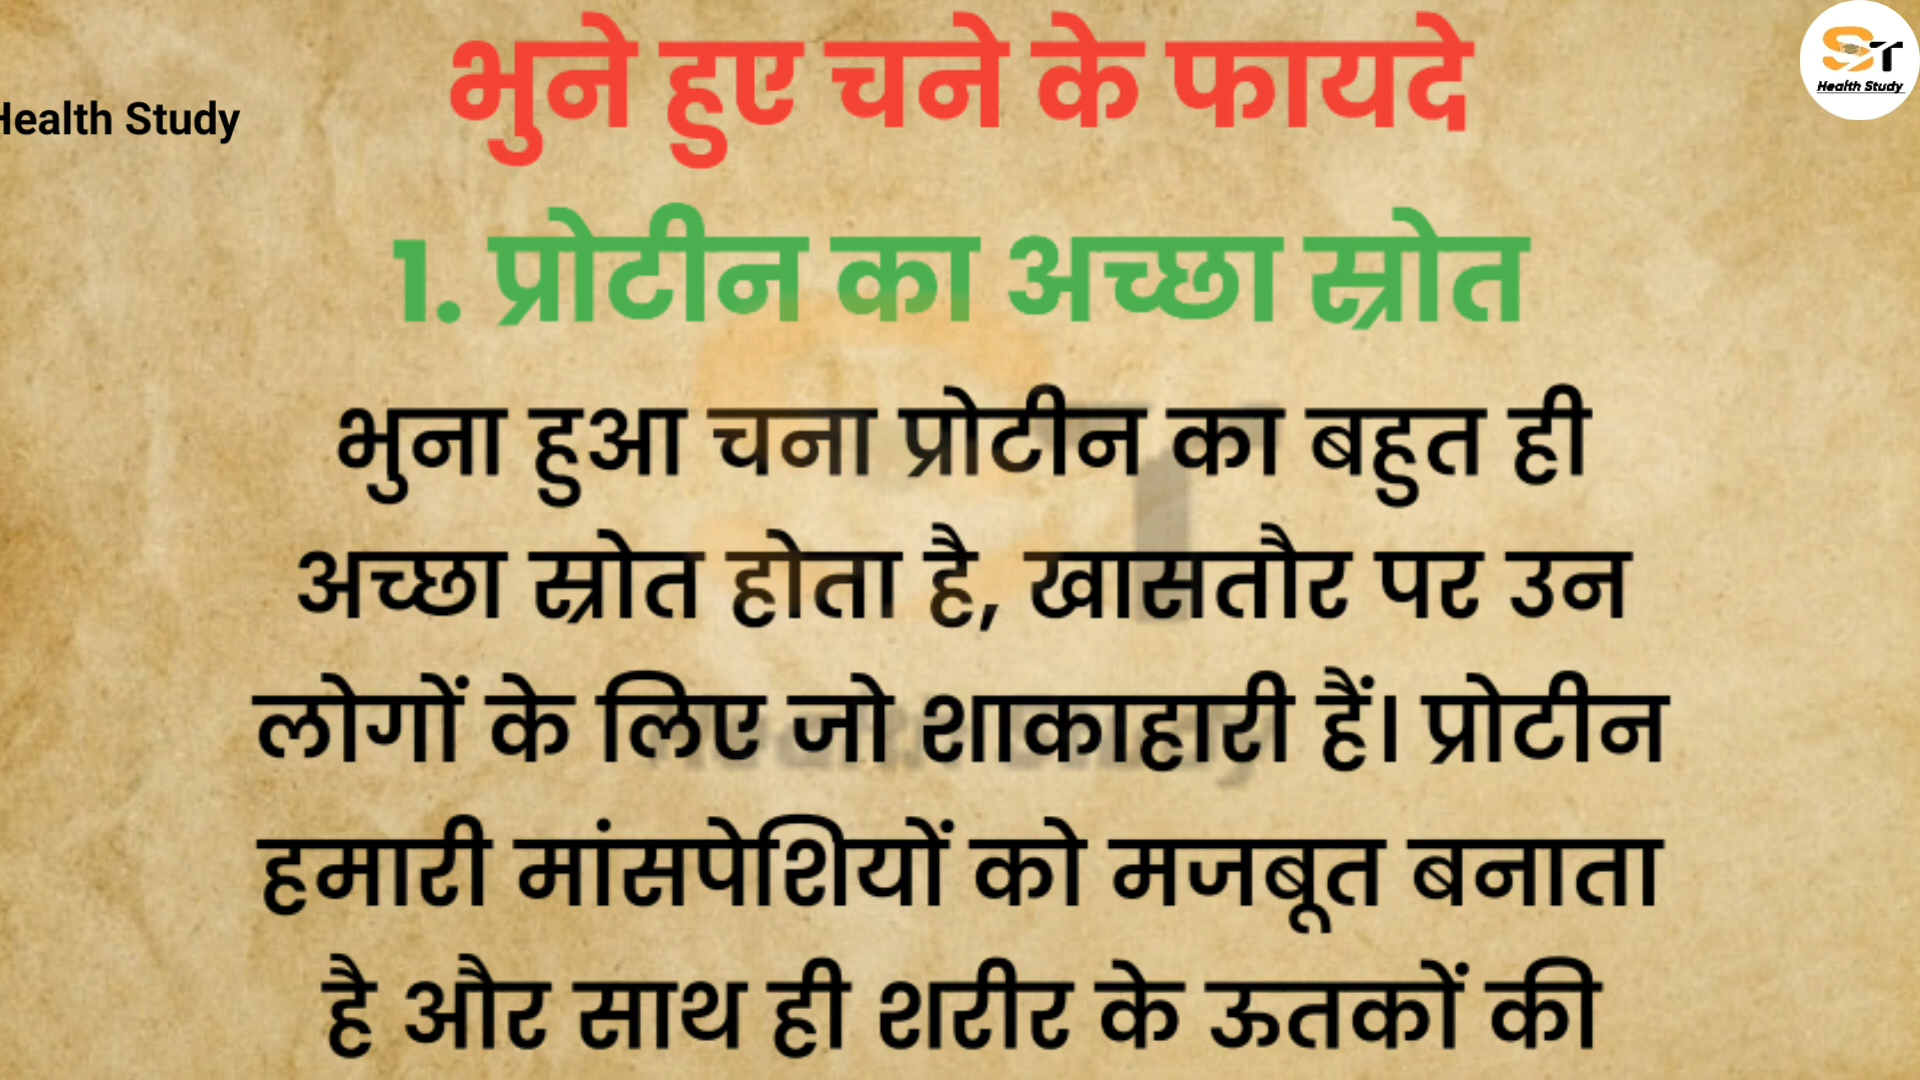 भुने हुए चने के फायदे
Health Study
ST
Health Study
1. प्रोटीन का अच्छा स्रोत
भुना हुआ चना प्रोटीन का बहुत ही
अच्छा स्रोत होता है, खासतौर पर उन
लोगों के लिए जो शाकाहारी हैं। प्रोटीन
हमारी मांसपेशियों को मजबूत बनाता
है और साथ ही शरीर के ऊतकों की